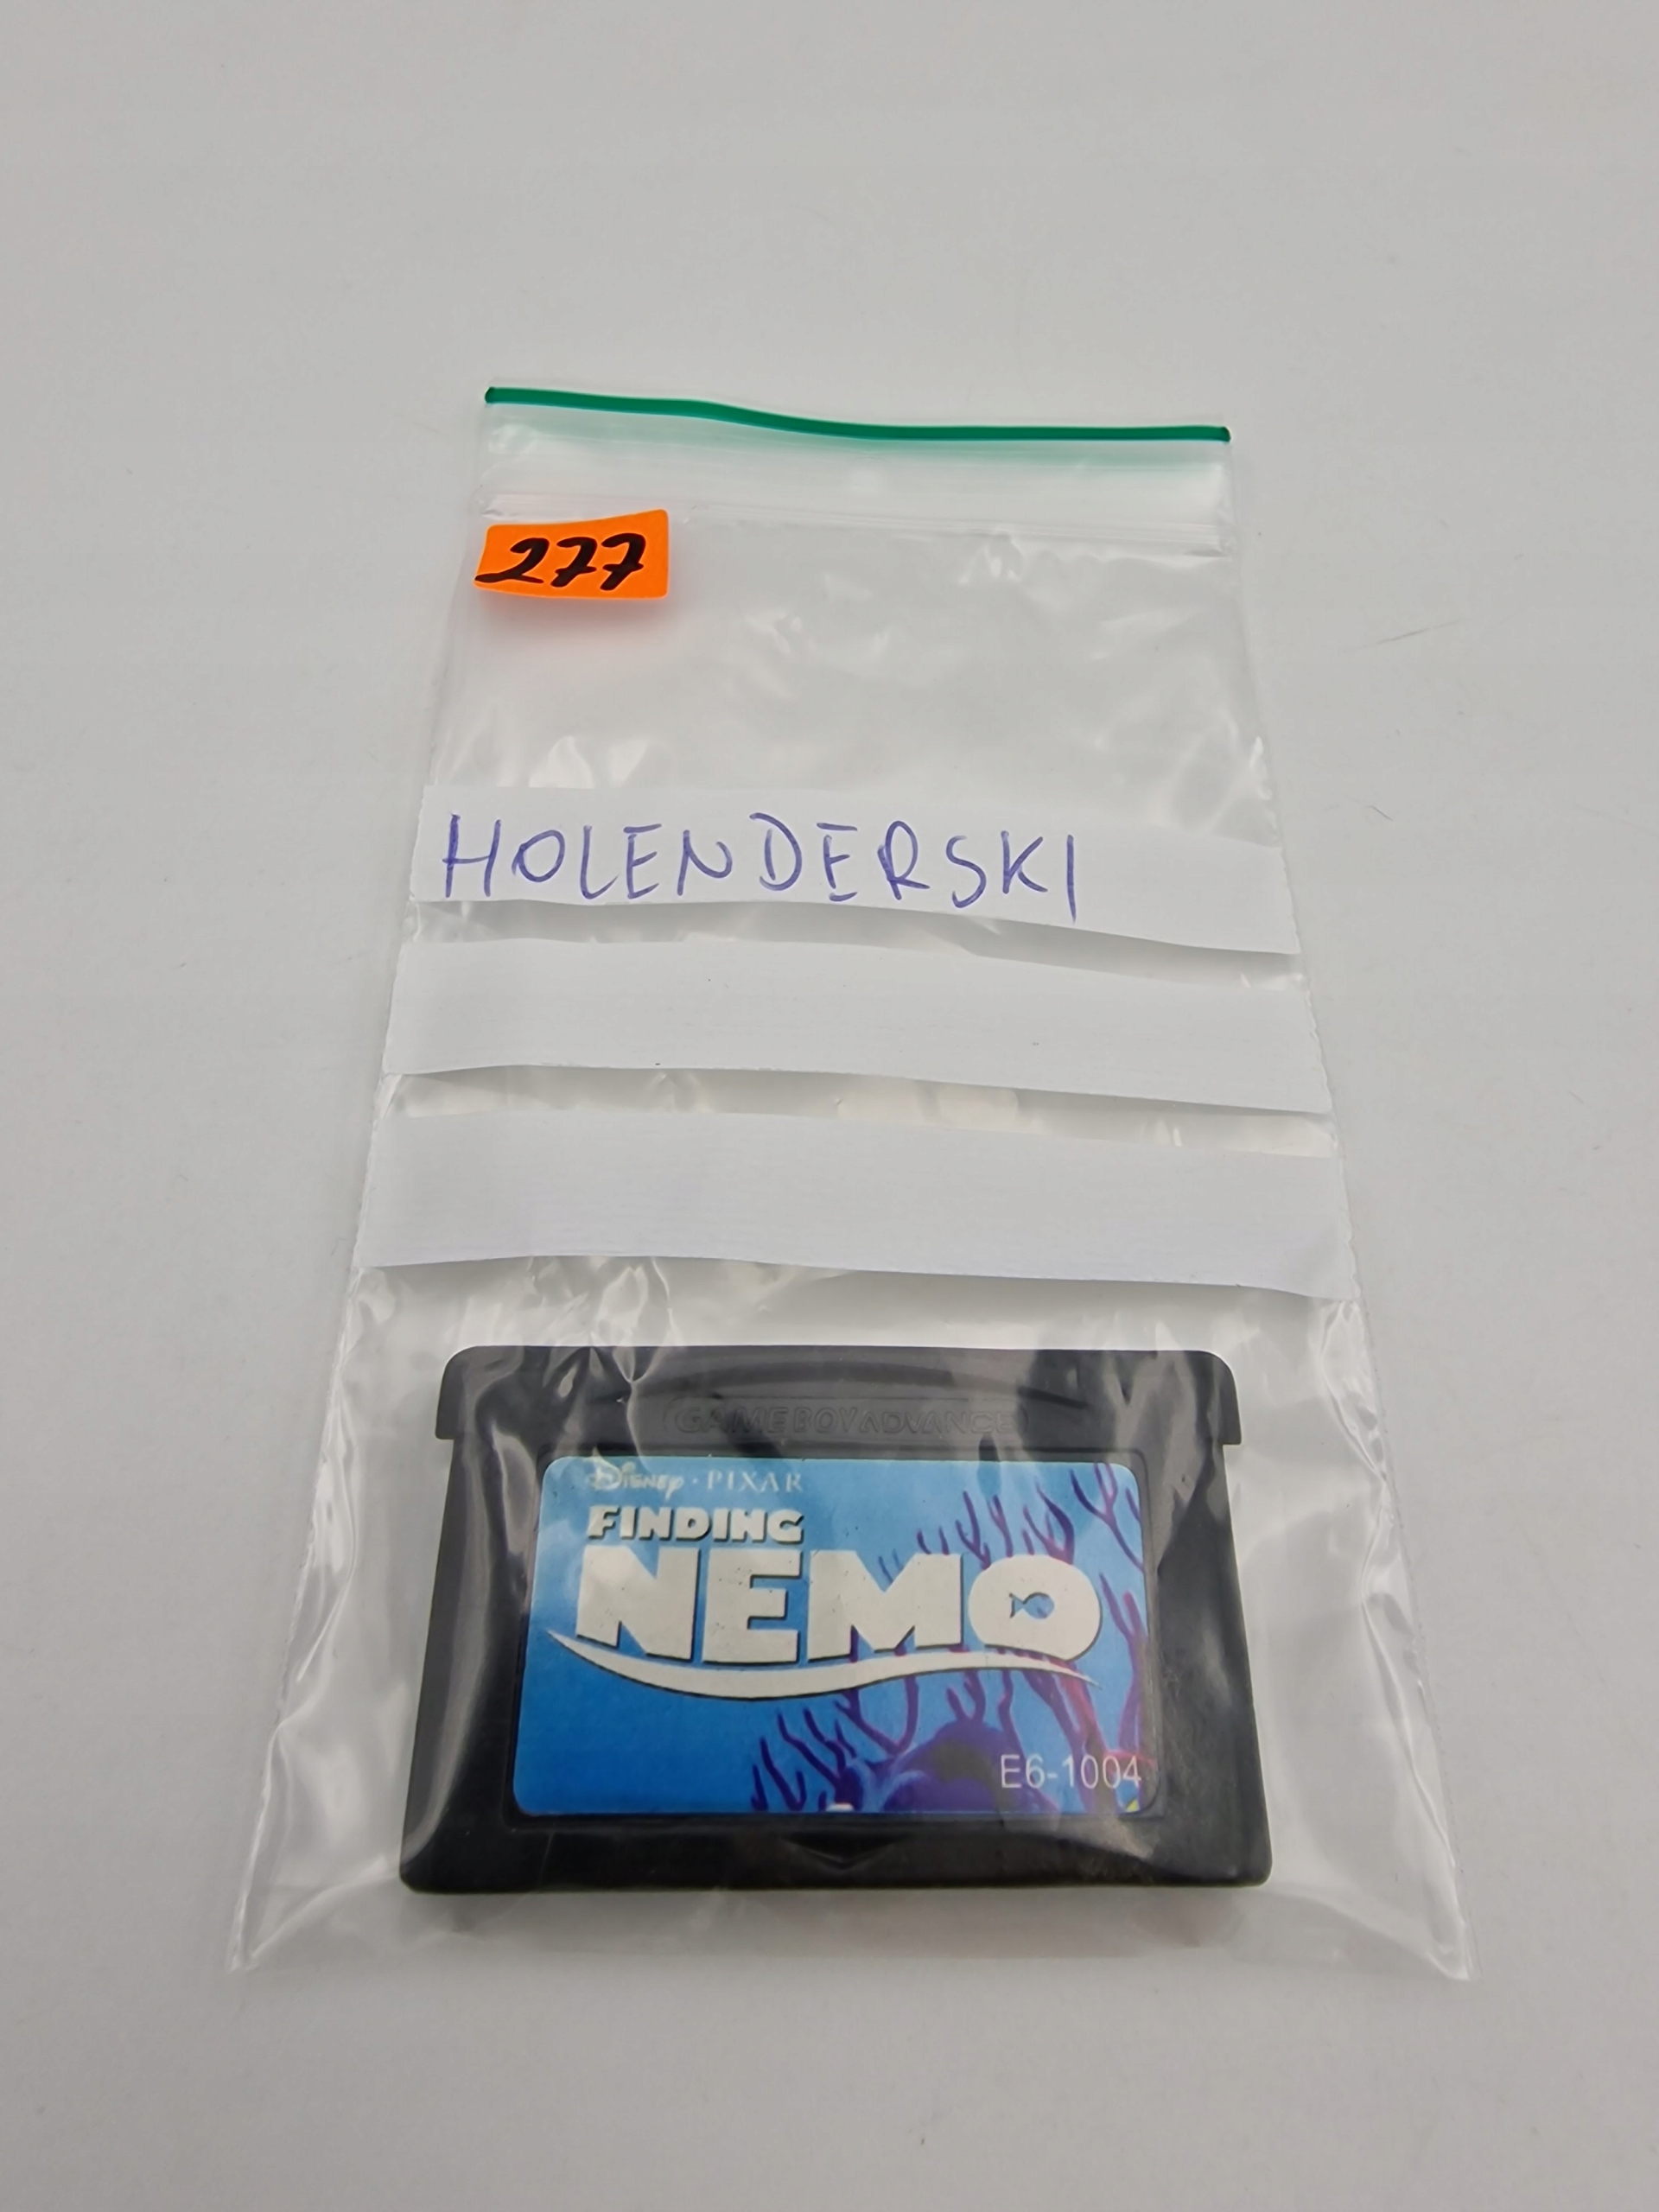 277
HOLENDERSKI
GAME BOY ADVANCE
Disney · PIXAR
FINDING
NEMO
E6-1004